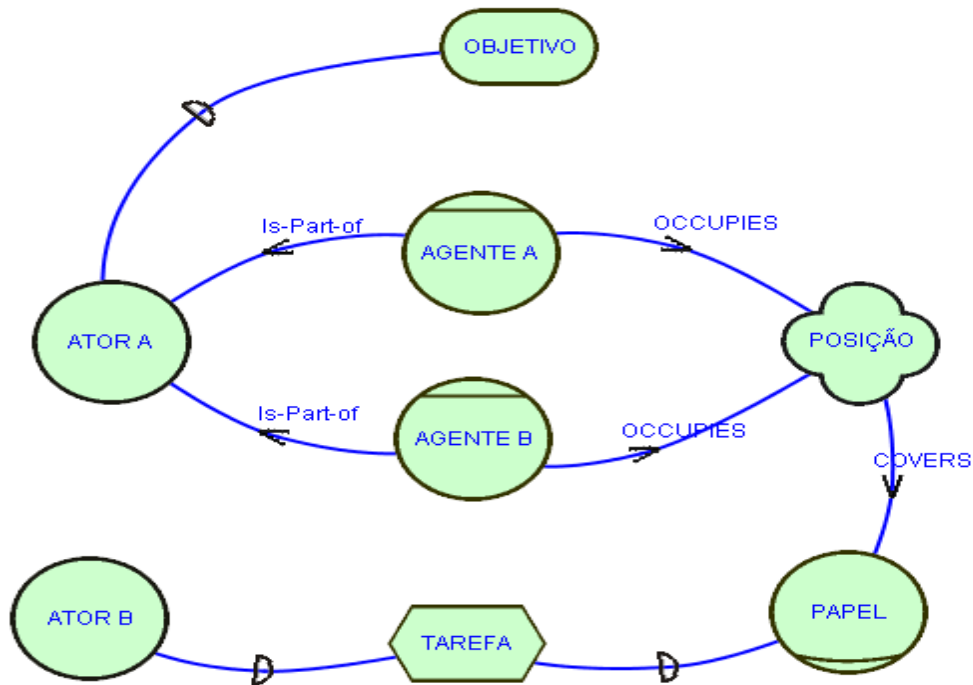 OBJETIVO
Is-Part-of
OCCUPIES
AGENTE A
ATOR A
POSIÇÃO
Is-Part-of
OCCUPIES
AGENTE B
COVERS
ATOR B
TAREFA
PAPEL